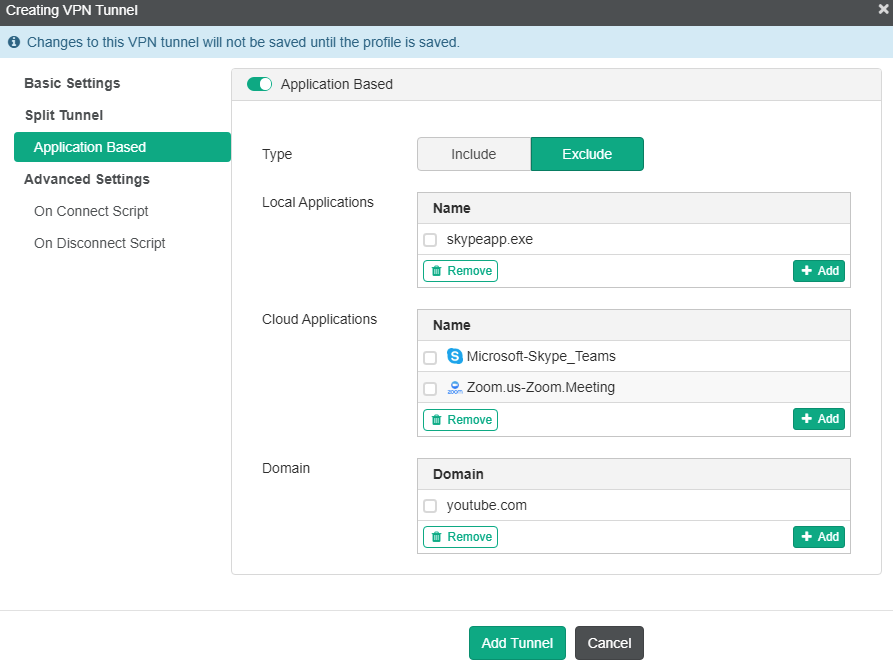 Creating VPN Tunnel
Changes to this VPN tunnel will not be saved until the profile is saved.
Basic Settings
Split Tunnel
Application Based
Advanced Settings
On Connect Script
On Disconnect Script
Application Based
Type
Include
Exclude
Local Applications
Name
skypeapp.exe
Remove
Add
Cloud Applications
Name
S
Microsoft-Skype_Teams
zoom
Zoom.us-Zoom.Meeting
Remove
Add
Domain
Domain
youtube.com
Remove
Add
Add Tunnel
Cancel